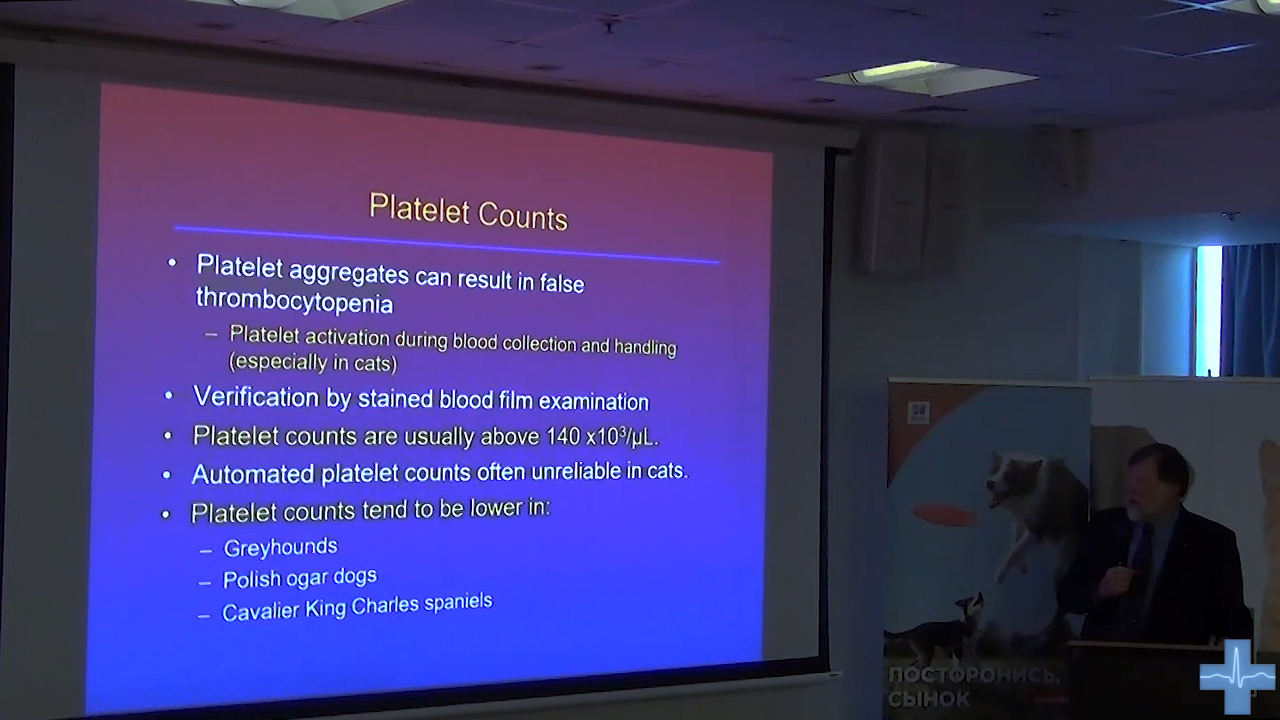 Platelet Counts
• Platelet aggregates can result in false
thrombocytopenia
– Platelet activation during blood collection and handling
(especially in cats)
• Verification by stained blood film examination
• Platelet counts are usually above 140 x10³/µL.
• Automated platelet counts often unreliable in cats.
• Platelet counts tend to be lower in:
– Greyhounds
– Polish ogar dogs
– Cavalier King Charles spaniels
ПОСТОРОНИСЬ,
СЫНОК